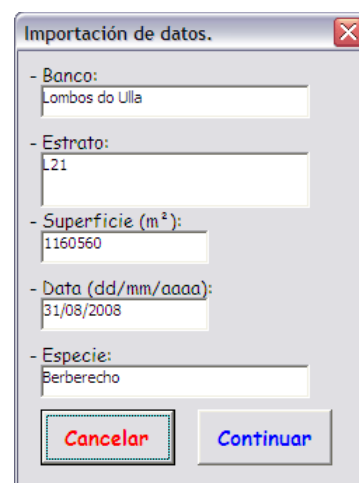 Importación de datos.
- Banco:
Lombos do Ulla
- Estrato:
L21
- Superficie (m²):
1160560
- Data (dd/mm/aaaa):
31/08/2008
- Especie:
Berberecho
Cancelar Continuar